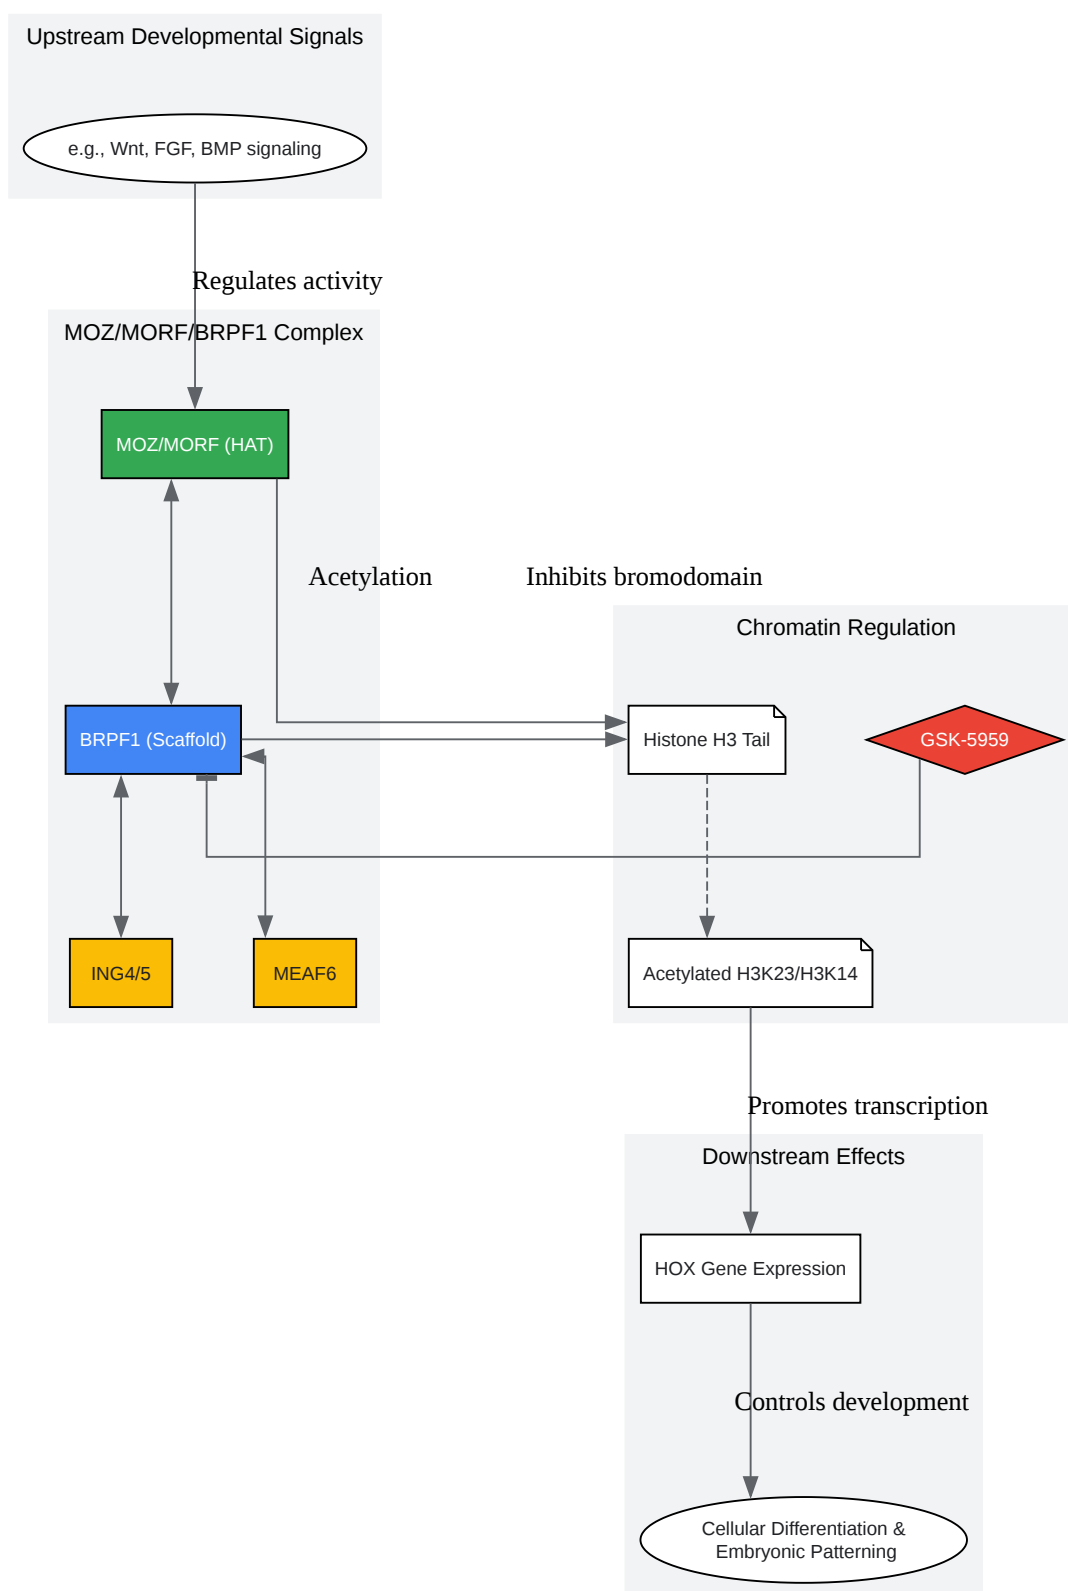 Upstream Developmental Signals
e.g., Wnt, FGF, BMP signaling
Regulates activity
MOZ/MORF/BRPF1 Complex
MOZ/MORF (HAT)
Acetylation
Inhibits bromodomain
Chromatin Regulation
BRPF1 (Scaffold)
Histone H3 Tail
GSK-5959
ING4/5
MEAF6
Acetylated H3K23/H3K14
Promotes transcription
Downstream Effects
HOX Gene Expression
Controls development
Cellular Differentiation &
Embryonic Patterning